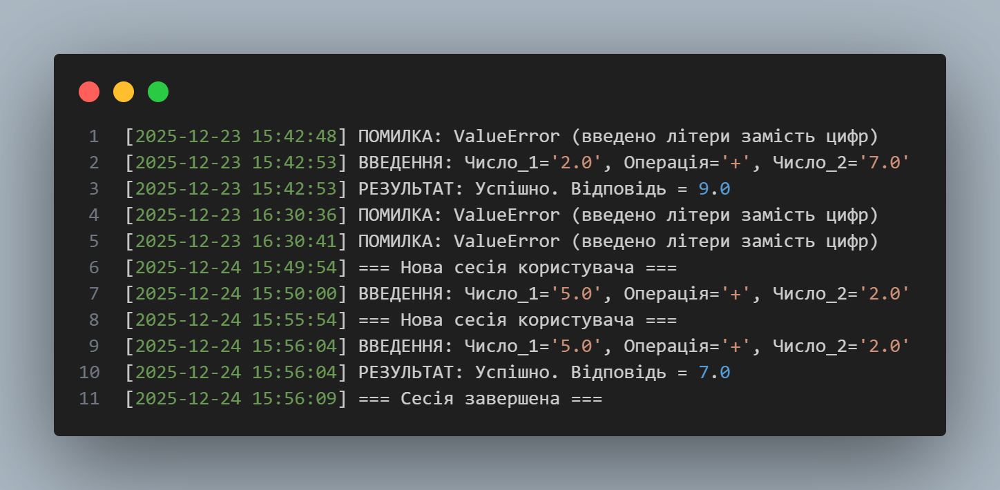 1 [2025-12-23 15:42:48] ПОМИЛКА: ValueError (введено літери замість цифр)
2 [2025-12-23 15:42:53] ВВЕДЕННЯ: Число_1='2.0', Операція='+', Число_2='7.0'
3 [2025-12-23 15:42:53] РЕЗУЛЬТАТ: Успішно. Відповідь = 9.0
4 [2025-12-23 16:30:36] ПОМИЛКА: ValueError (введено літери замість цифр)
5 [2025-12-23 16:30:41] ПОМИЛКА: ValueError (введено літери замість цифр)
6 [2025-12-24 15:49:54] === Нова сесія користувача ===
7 [2025-12-24 15:50:00] ВВЕДЕННЯ: Число_1='5.0', Операція='+', Число_2='2.0'
8 [2025-12-24 15:55:54] === Нова сесія користувача ===
9 [2025-12-24 15:56:04] ВВЕДЕННЯ: Число_1='5.0', Операція='+', Число_2='2.0'
10 [2025-12-24 15:56:04] РЕЗУЛЬТАТ: Успішно. Відповідь = 7.0
11 [2025-12-24 15:56:09] === Сесія завершена ===